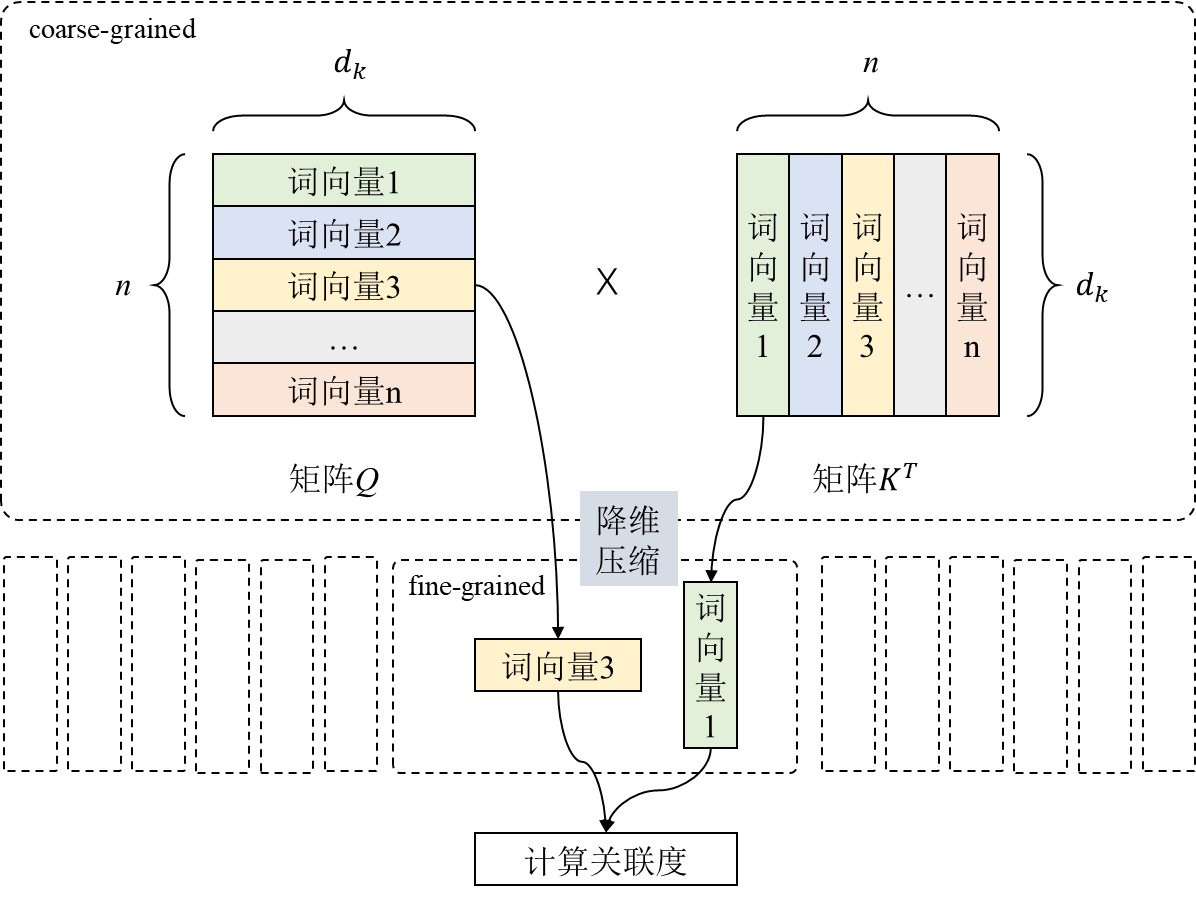 coarse-grained
d_k
n
词向量1
词向量2
词向量3
…
词向量n
n
X
词向量1
词向量2
词向量3
…
词向量n
d_k
矩阵Q
矩阵K^T
降维
压缩
fine-grained
词向量3
词向量1
计算关联度